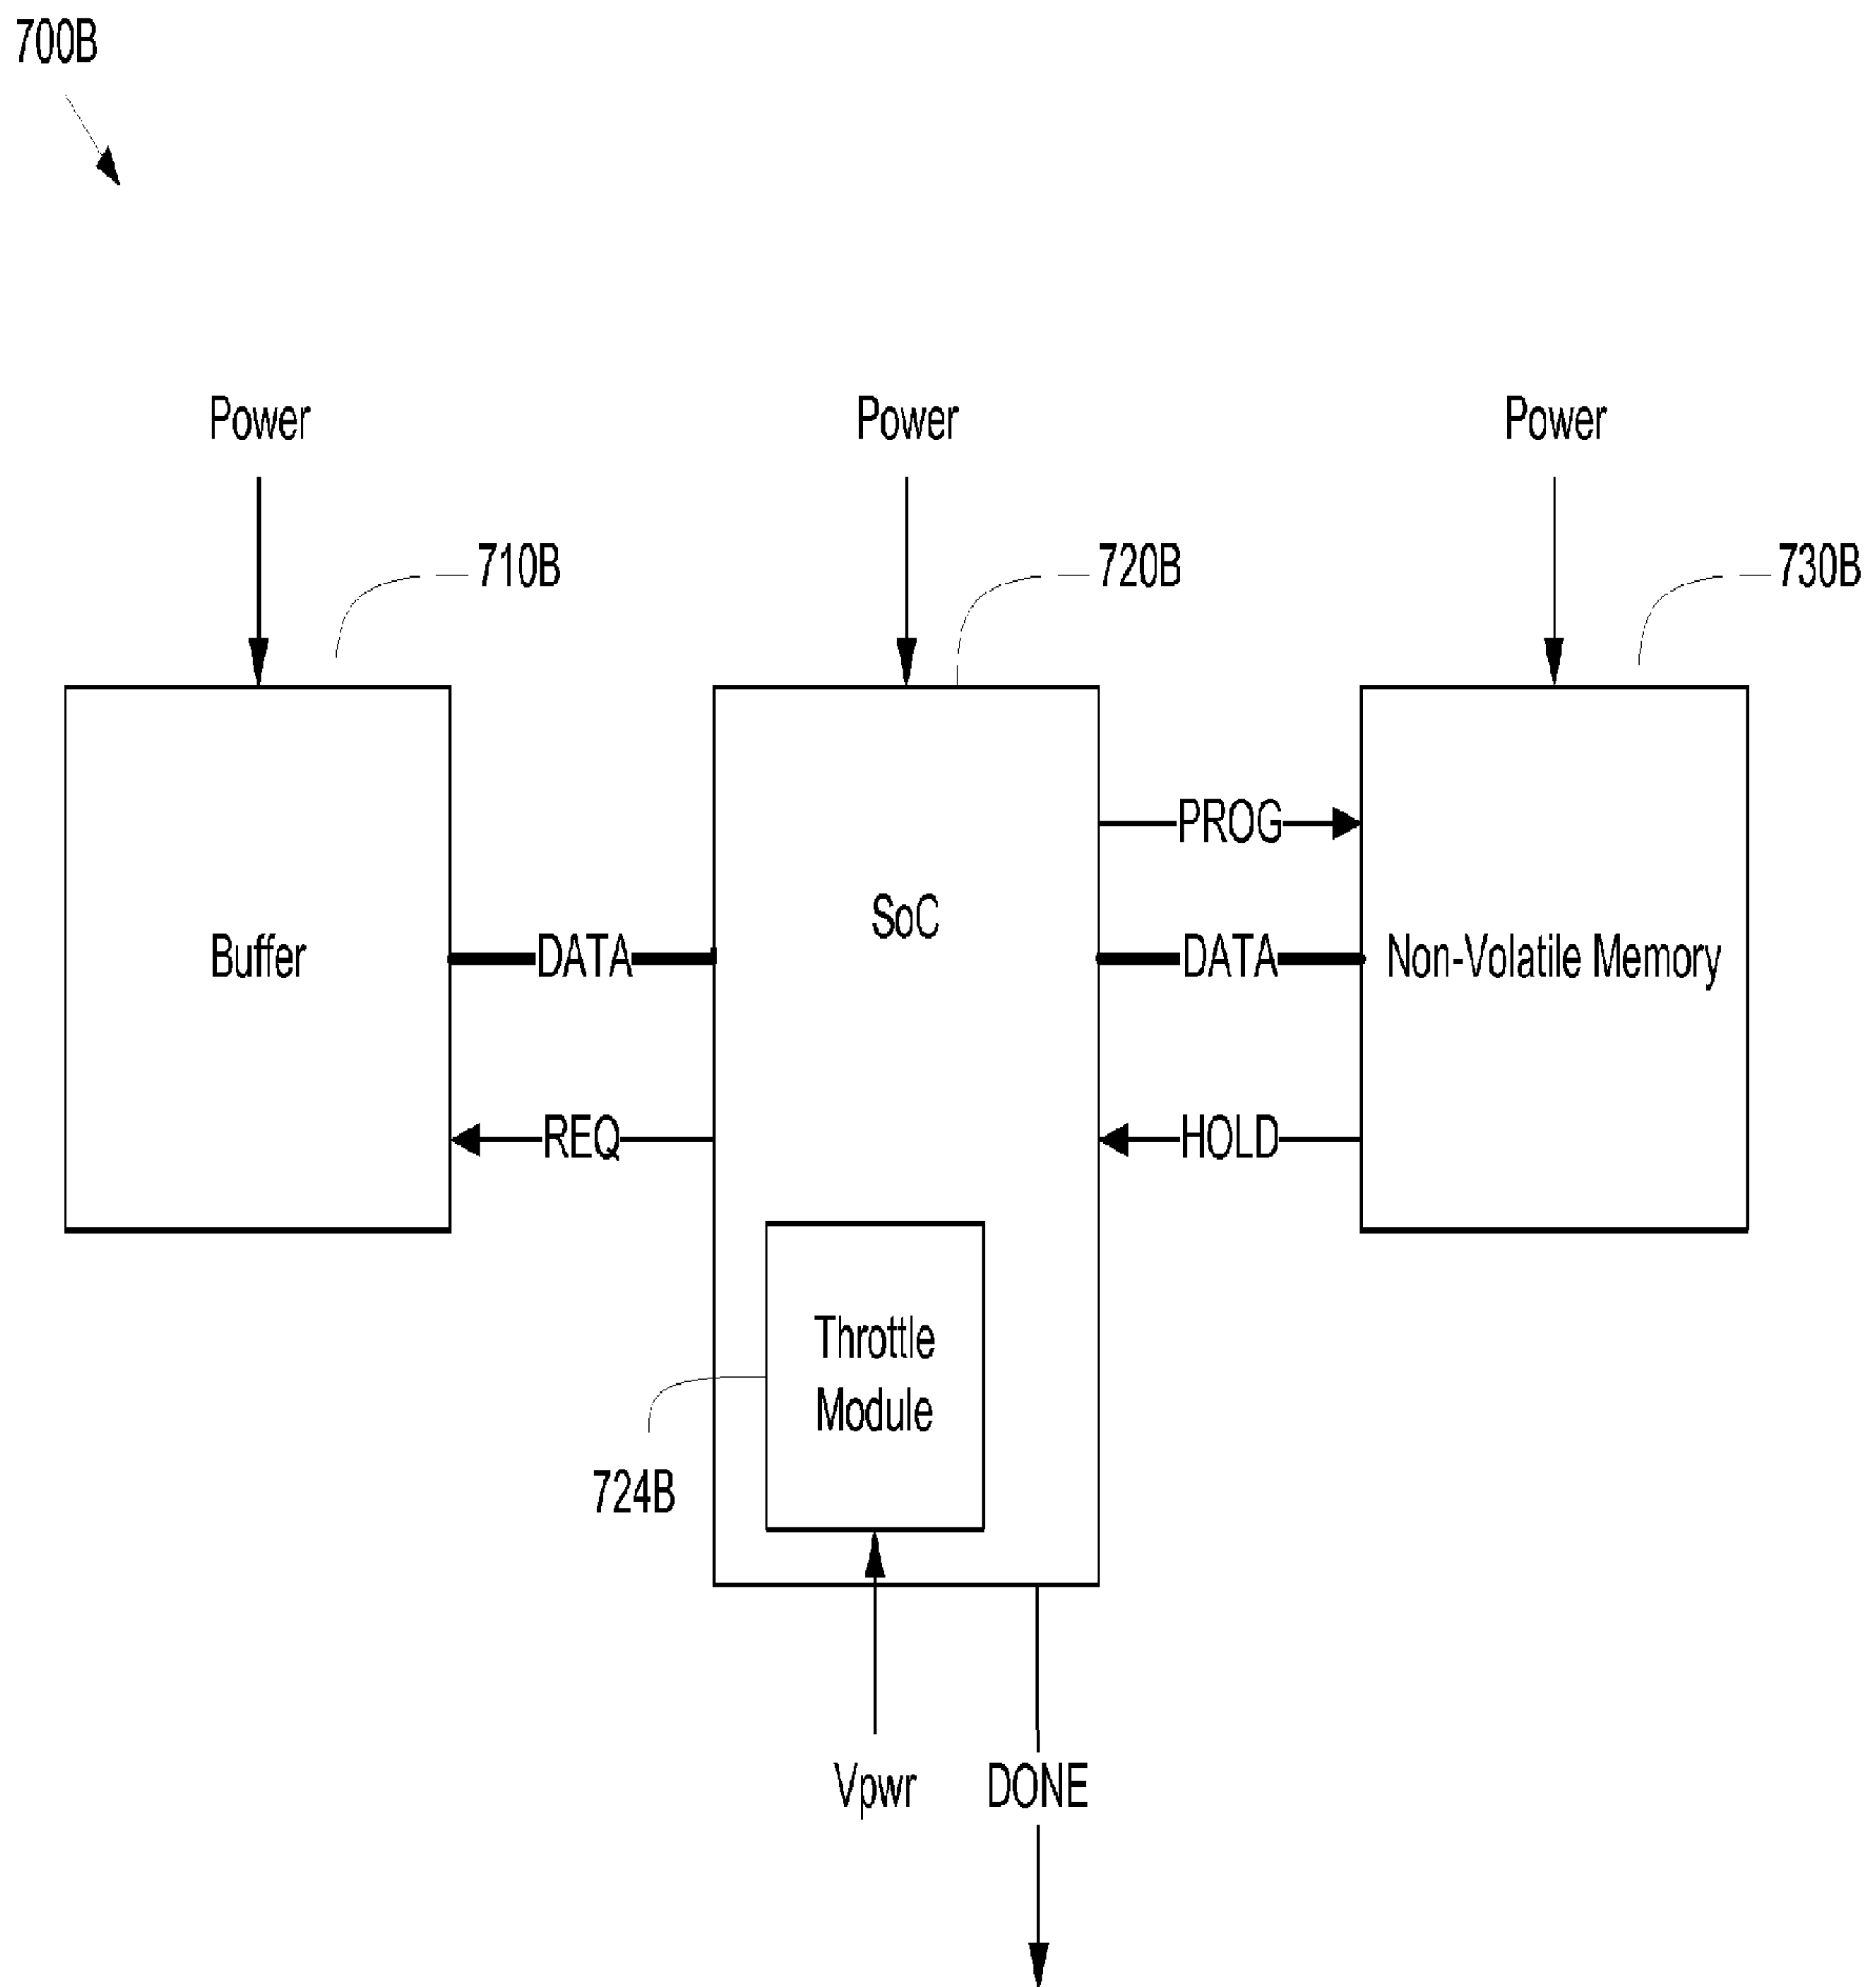 700B
Power
Power
Power
710B
720B
730B
PROG
SoC
Buffer
DATA
DATA
Non-Volatile Memory
REQ
HOLD
Throttle
Module
724B
Vpwr
DONE